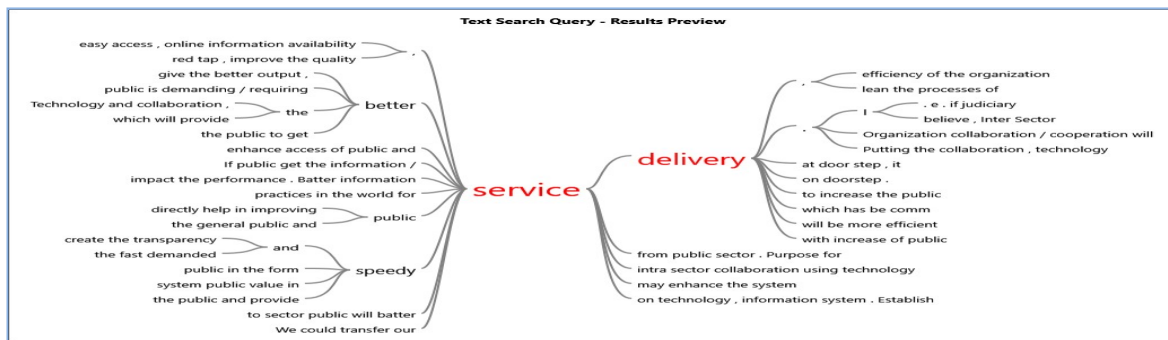 Text Search Query - Results Preview
easy access , online information availability
red tap , improve the quality
.
give the better output ,
public is demanding / requiring
Technology and collaboration ,
which will provide
the
the public to get
better
enhance access of public and
If public get the information /
impact the performance . Batter information
practices in the world for
directly help in improving
the general public and
public
create the transparency
the fast demanded
and
public in the form
system public value in
the public and provide
speedy
to sector public will batter
We could transfer our
service
delivery
,
efficiency of the organization
lean the processes of
.
I
. e . if judiciary
believe , Inter Sector
Organization collaboration / cooperation will
Putting the collaboration , technology
at door step , it
on doorstep .
to increase the public
which has be comm
will be more efficient
with increase of public
from public sector . Purpose for
intra sector collaboration using technology
may enhance the system
on technology , information system . Establish